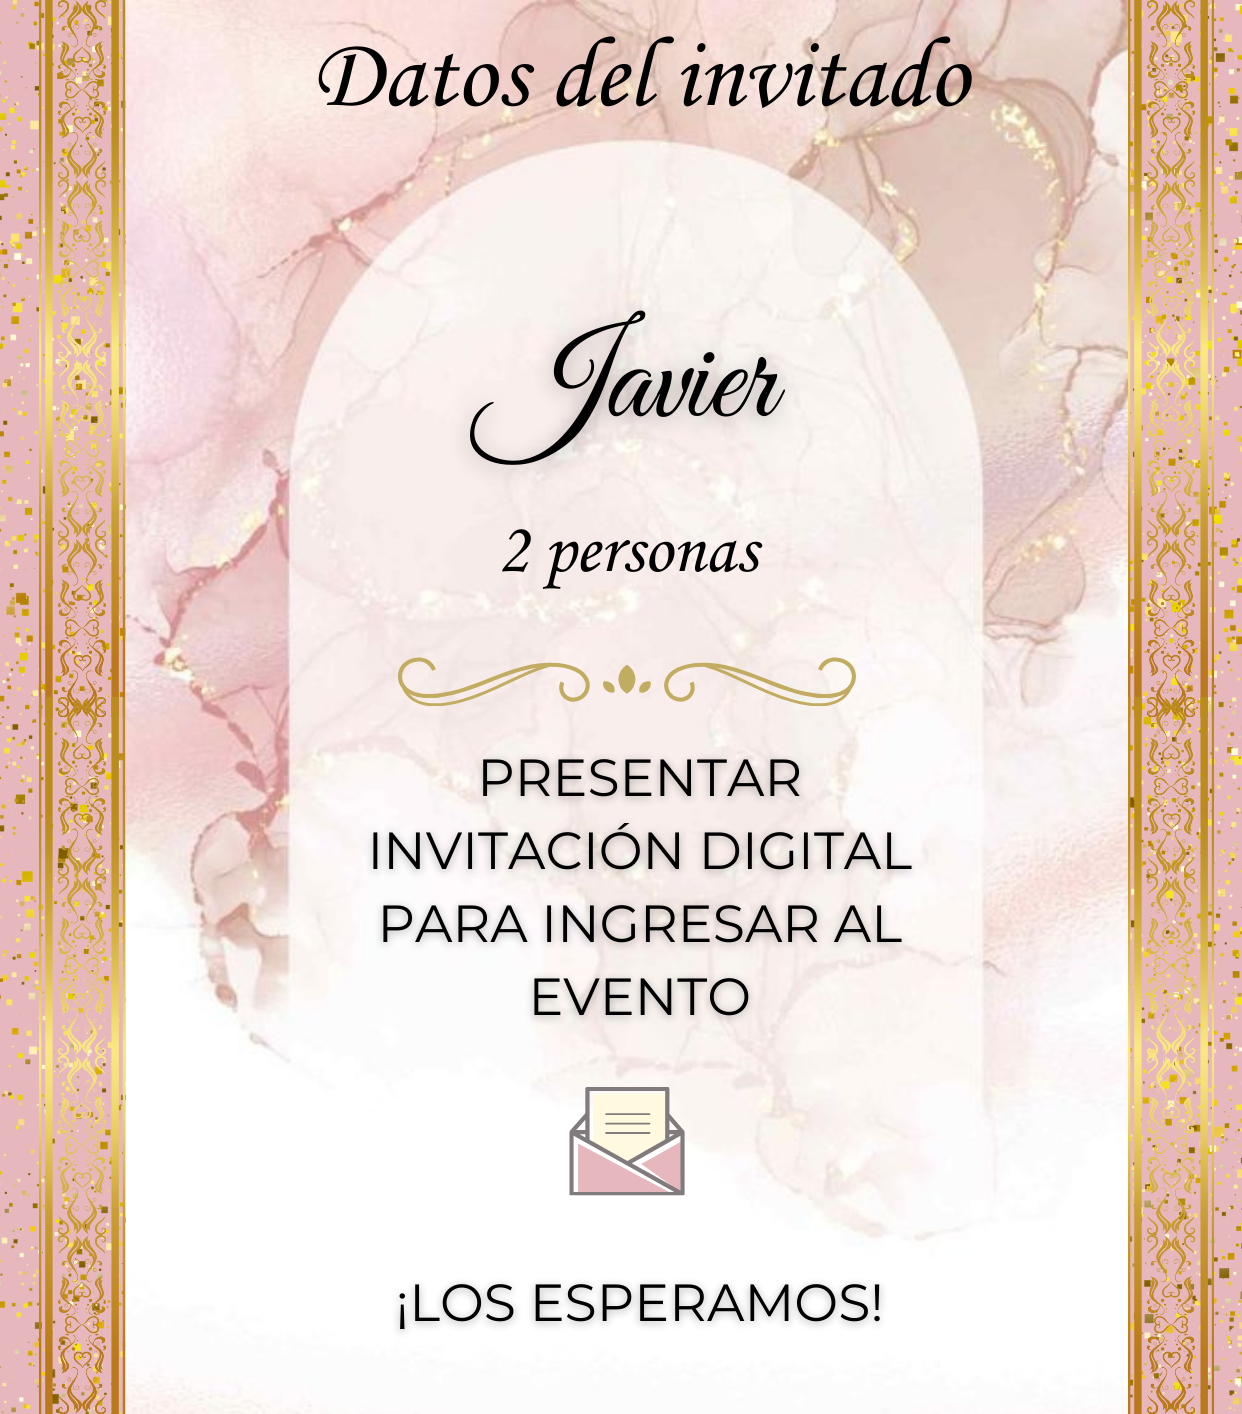 Datos del invitado
Javier
2 personas
PRESENTAR
INVITACIÓN DIGITAL
PARA INGRESAR AL
EVENTO
¡LOS ESPERAMOS!